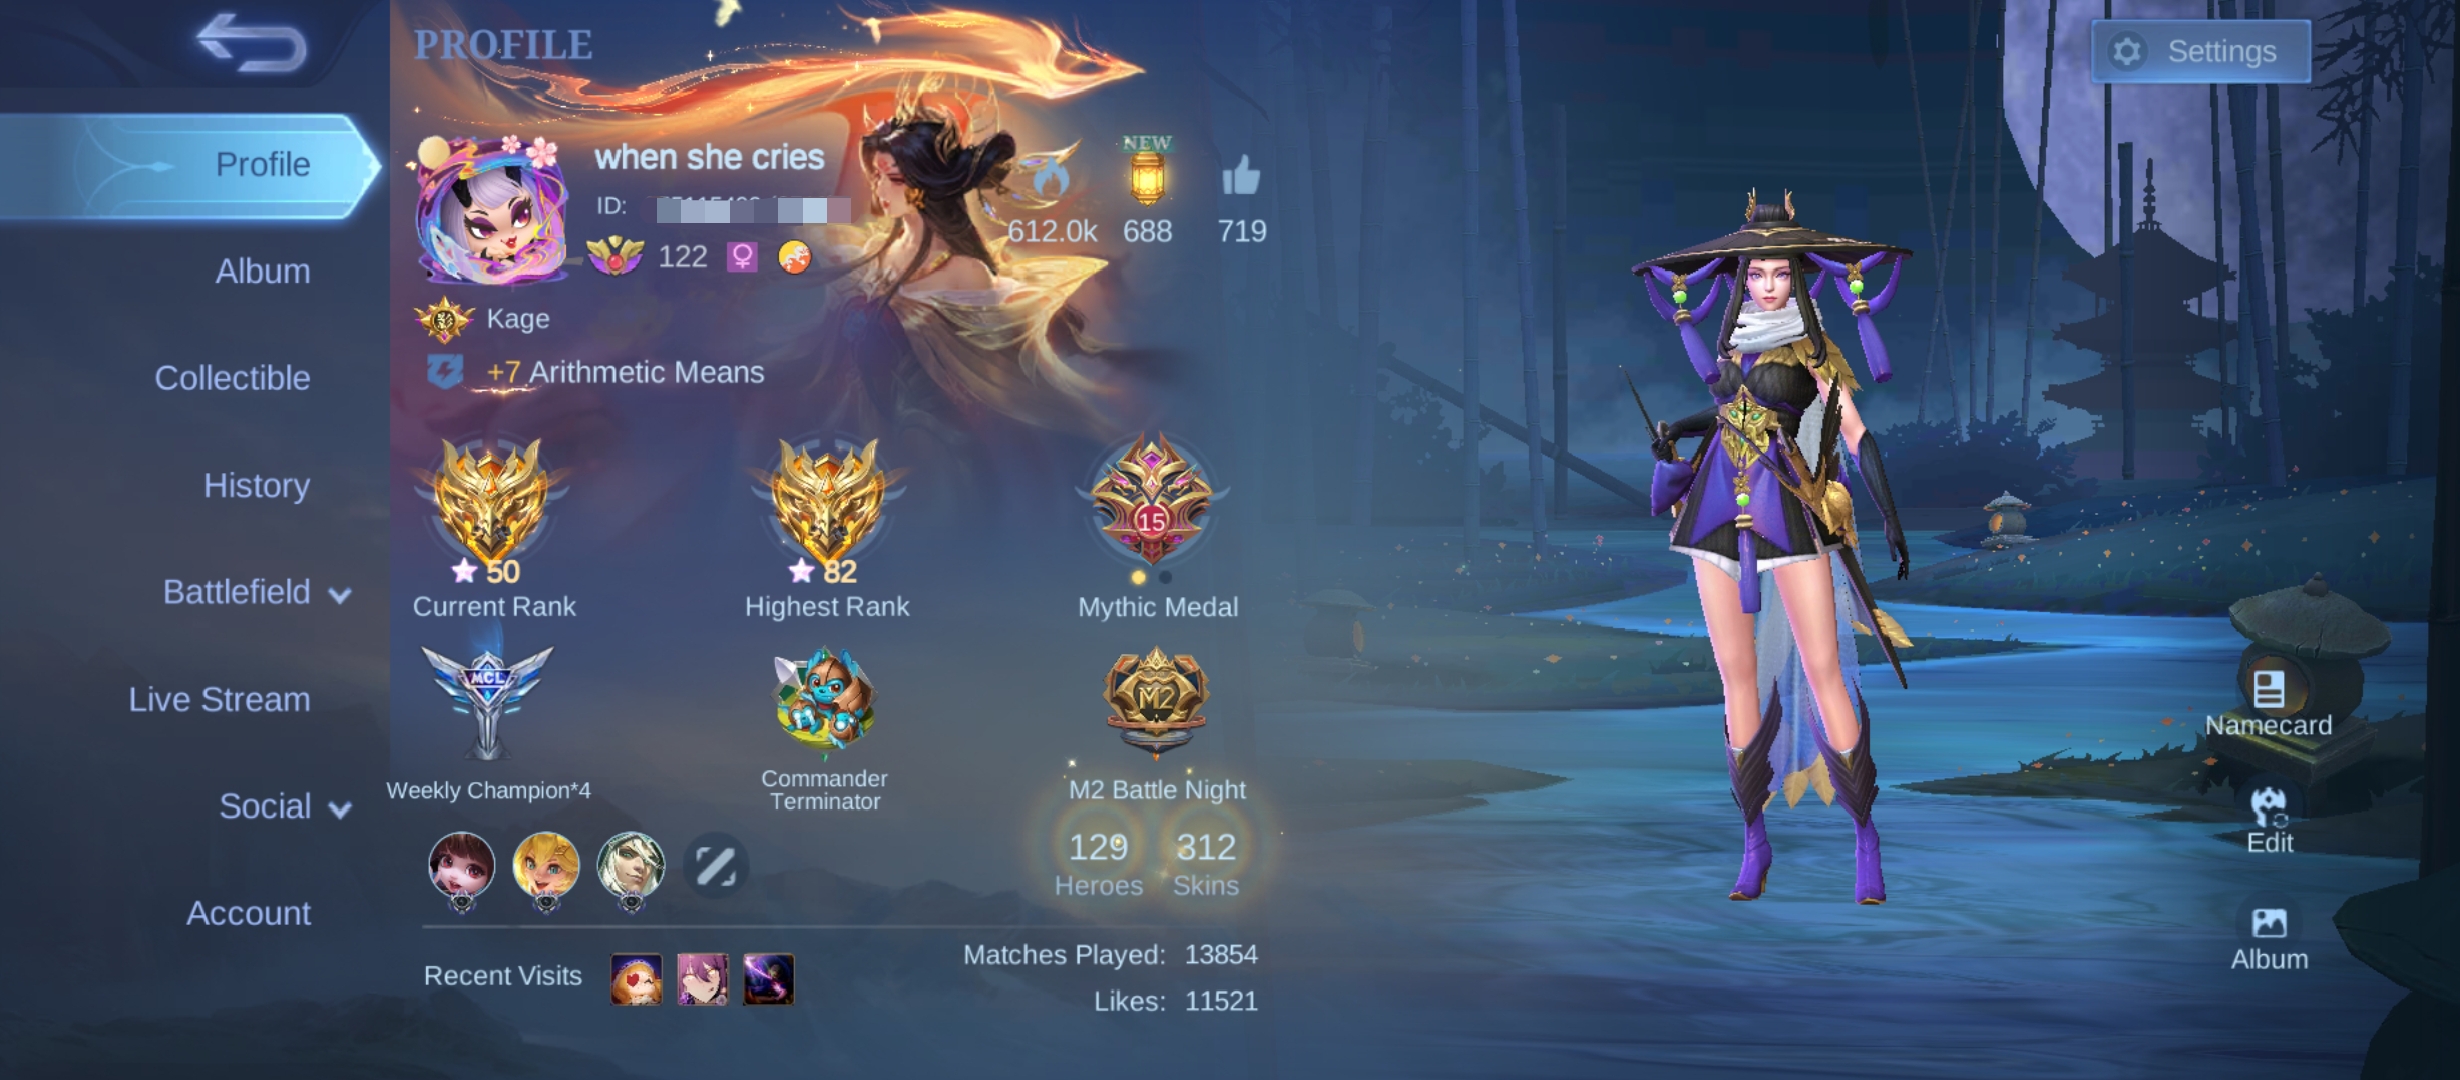 PROFILE
Settings
Profile
Album
Collectible
History
Battlefield
Live Stream
Social
Account
when she cries
ID:
122
Kage
+7 Arithmetic Means
612.0k
NEW
688
719
50
Current Rank
82
Highest Rank
15
Mythic Medal
MCL
Weekly Champion*4
Commander
Terminator
M2
M2 Battle Night
129
Heroes
312
Skins
Recent Visits
Matches Played: 13854
Likes: 11521
Namecard
Edit
Album